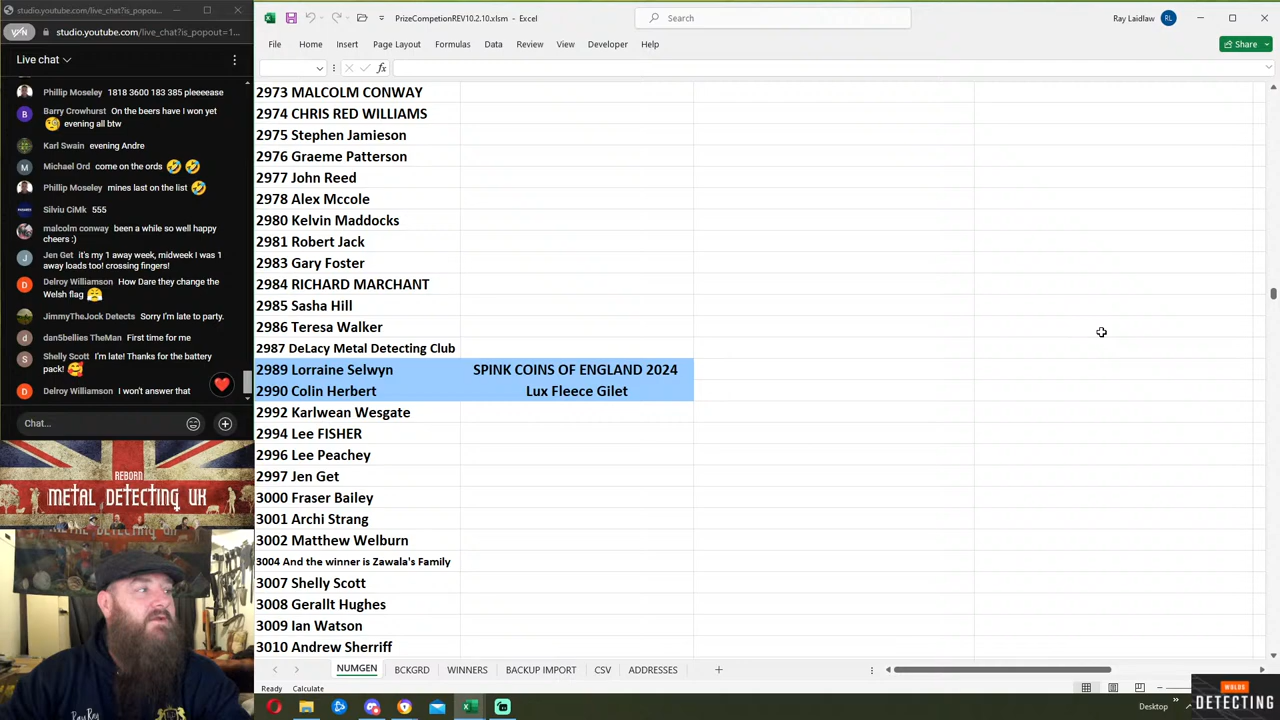 studio.youtube.com/live_chat?is_popout=1...
studio.youtube.com/live_chat?is_popout=1...
Live chat
Phillip Moseley 1818 3600 183 385 pleeeease
Barry Crowhurst On the beers have I won yet
evening all btw
Karl Swain evening Andre
Michael Ord come on the ords 🤣 🤣
Phillip Moseley mines last on the list 🤣
Silviu CiMk 555
malcolm conway been a while so well happy
cheers :)
Jen Get it's my 1 away week, midweek I was 1
away loads too! crossing fingers!
Delroy Williamson How Dare they change the
Welsh flag 😤
JimmyTheJock Detects Sorry I'm late to party.
dan5bellies TheMan First time for me
Shelly Scott I'm late! Thanks for the battery
pack! 🥰
Delroy Williamson I won't answer that
Chat...
REBORN
METAL DETECTING UK
PrizeCompetionREV10.2.10.xlsm - Excel
Search
Ray Laidlaw RL
File Home Insert Page Layout Formulas Data Review View Developer Help
Share
fx
2973 MALCOLM CONWAY
2974 CHRIS RED WILLIAMS
2975 Stephen Jamieson
2976 Graeme Patterson
2977 John Reed
2978 Alex Mccole
2980 Kelvin Maddocks
2981 Robert Jack
2983 Gary Foster
2984 RICHARD MARCHANT
2985 Sasha Hill
2986 Teresa Walker
2987 DeLacy Metal Detecting Club
2989 Lorraine Selwyn SPINK COINS OF ENGLAND 2024
2990 Colin Herbert Lux Fleece Gilet
2992 Karlwean Wesgate
2994 Lee FISHER
2996 Lee Peachey
2997 Jen Get
3000 Fraser Bailey
3001 Archi Strang
3002 Matthew Welburn
3004 And the winner is Zawala's Family
3007 Shelly Scott
3008 Gerallt Hughes
3009 Ian Watson
3010 Andrew Sherriff
NUMGEN BCKGRD WINNERS BACKUP IMPORT CSV ADDRESSES
Ready Calculate
Desktop
DETECTING